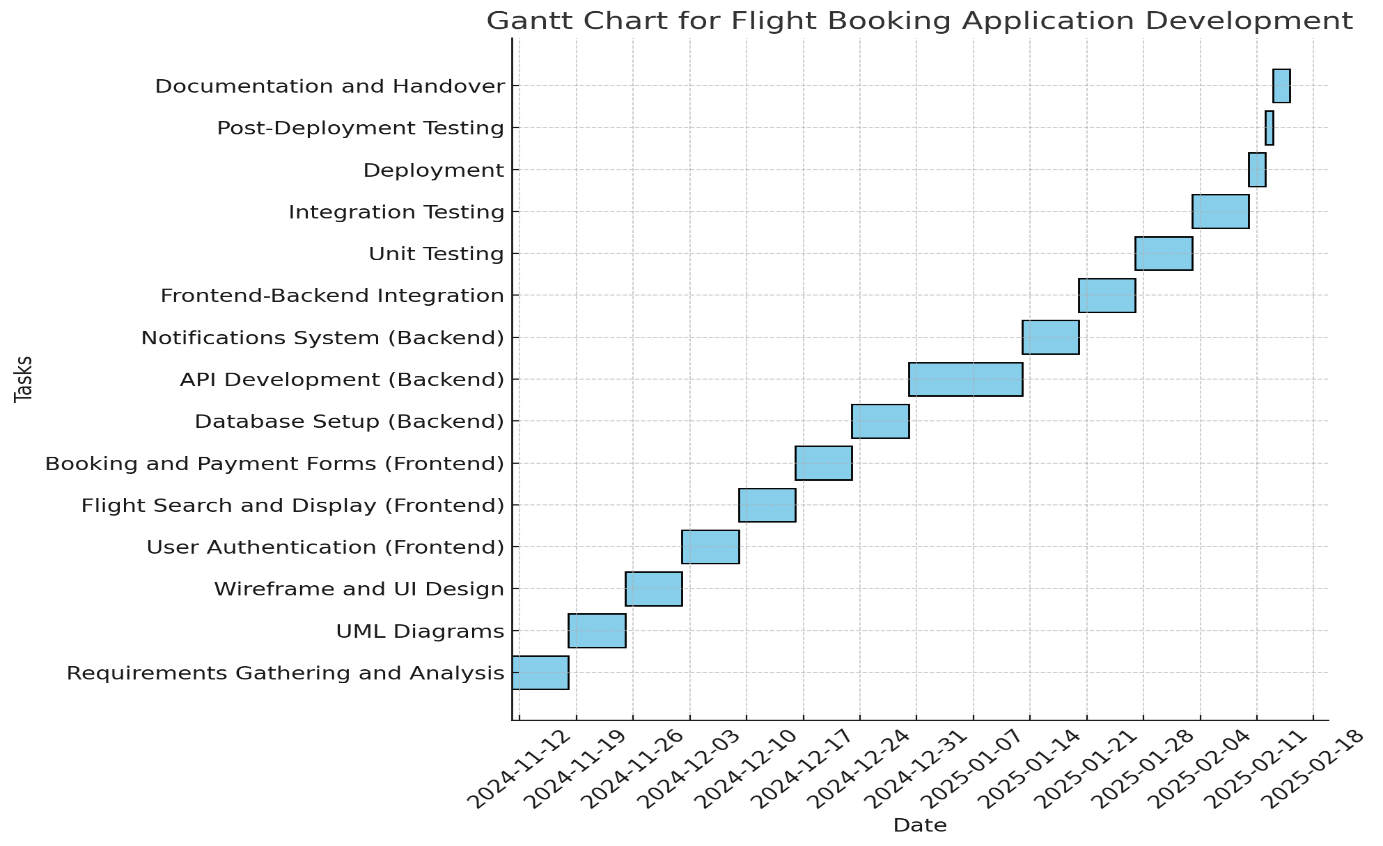 Gantt Chart for Flight Booking Application Development
Documentation and Handover
Post-Deployment Testing
Deployment
Integration Testing
Unit Testing
Frontend-Backend Integration
Notifications System (Backend)
API Development (Backend)
Database Setup (Backend)
Booking and Payment Forms (Frontend)
Flight Search and Display (Frontend)
User Authentication (Frontend)
Wireframe and UI Design
UML Diagrams
Requirements Gathering and Analysis
Tasks
2024-11-12
2024-11-19
2024-11-26
2024-12-03
2024-12-10
2024-12-17
2024-12-24
2024-12-31
2025-01-07
2025-01-14
2025-01-21
2025-01-28
2025-02-04
2025-02-11
2025-02-18
Date